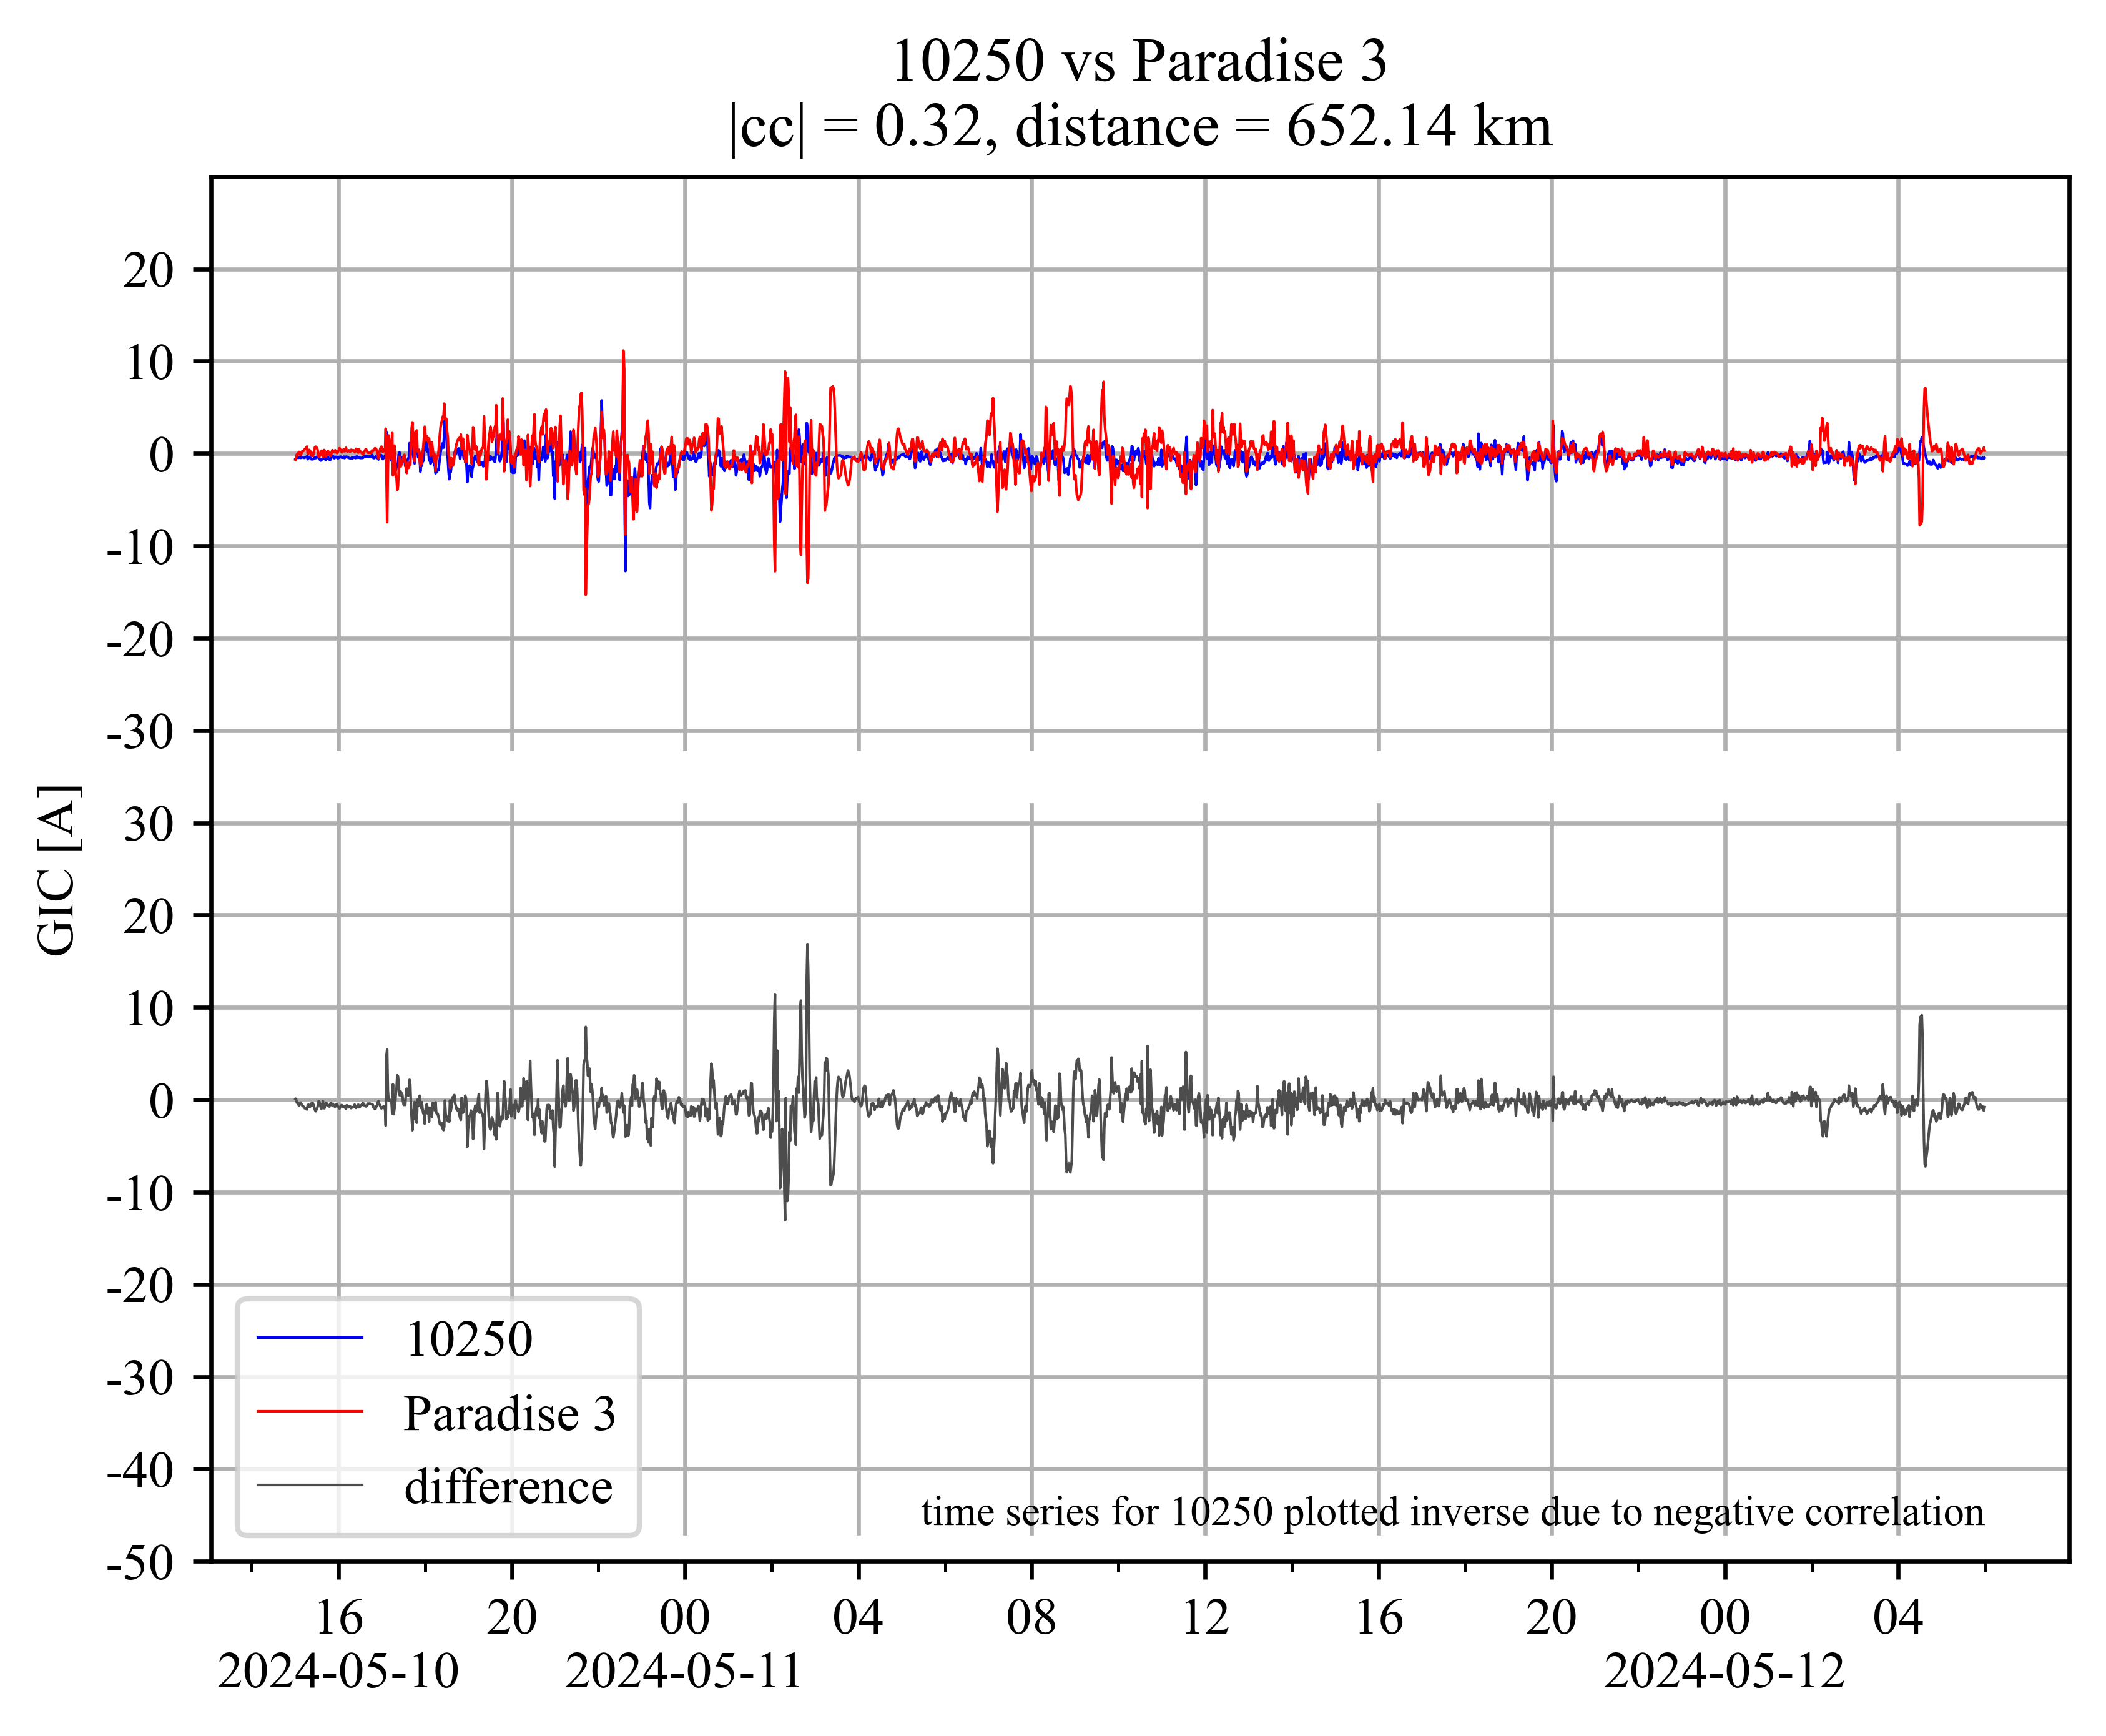 10250 vs Paradise 3
|cc| = 0.32, distance = 652.14 km
20
10
0
-10
-20
-30
30
20
10
0
-10
-20
-30
-40
-50
GIC [A]
10250
Paradise 3
difference
time series for 10250 plotted inverse due to negative correlation
16 20 00 04 08 12 16 20 00 04
2024-05-10 2024-05-11 2024-05-12